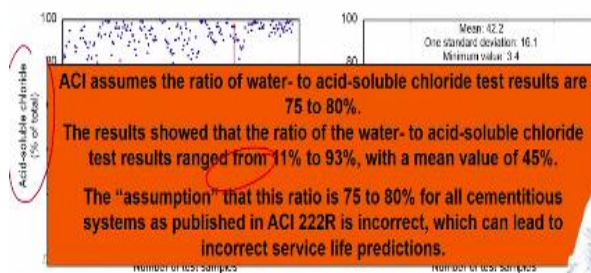 100
100
Mean: 42.2
One standard deviation: 16.1
Minimum value: 3.4
80
Acid-soluble chloride
(% of total)
ACI assumes the ratio of water- to acid-soluble chloride test results are
75 to 80%.
The results showed that the ratio of the water- to acid-soluble chloride
test results ranged from 11% to 93%, with a mean value of 45%.
The “assumption” that this ratio is 75 to 80% for all cementitious
systems as published in ACI 222R is incorrect, which can lead to
incorrect service life predictions.
Number of test samples
Number of test samples